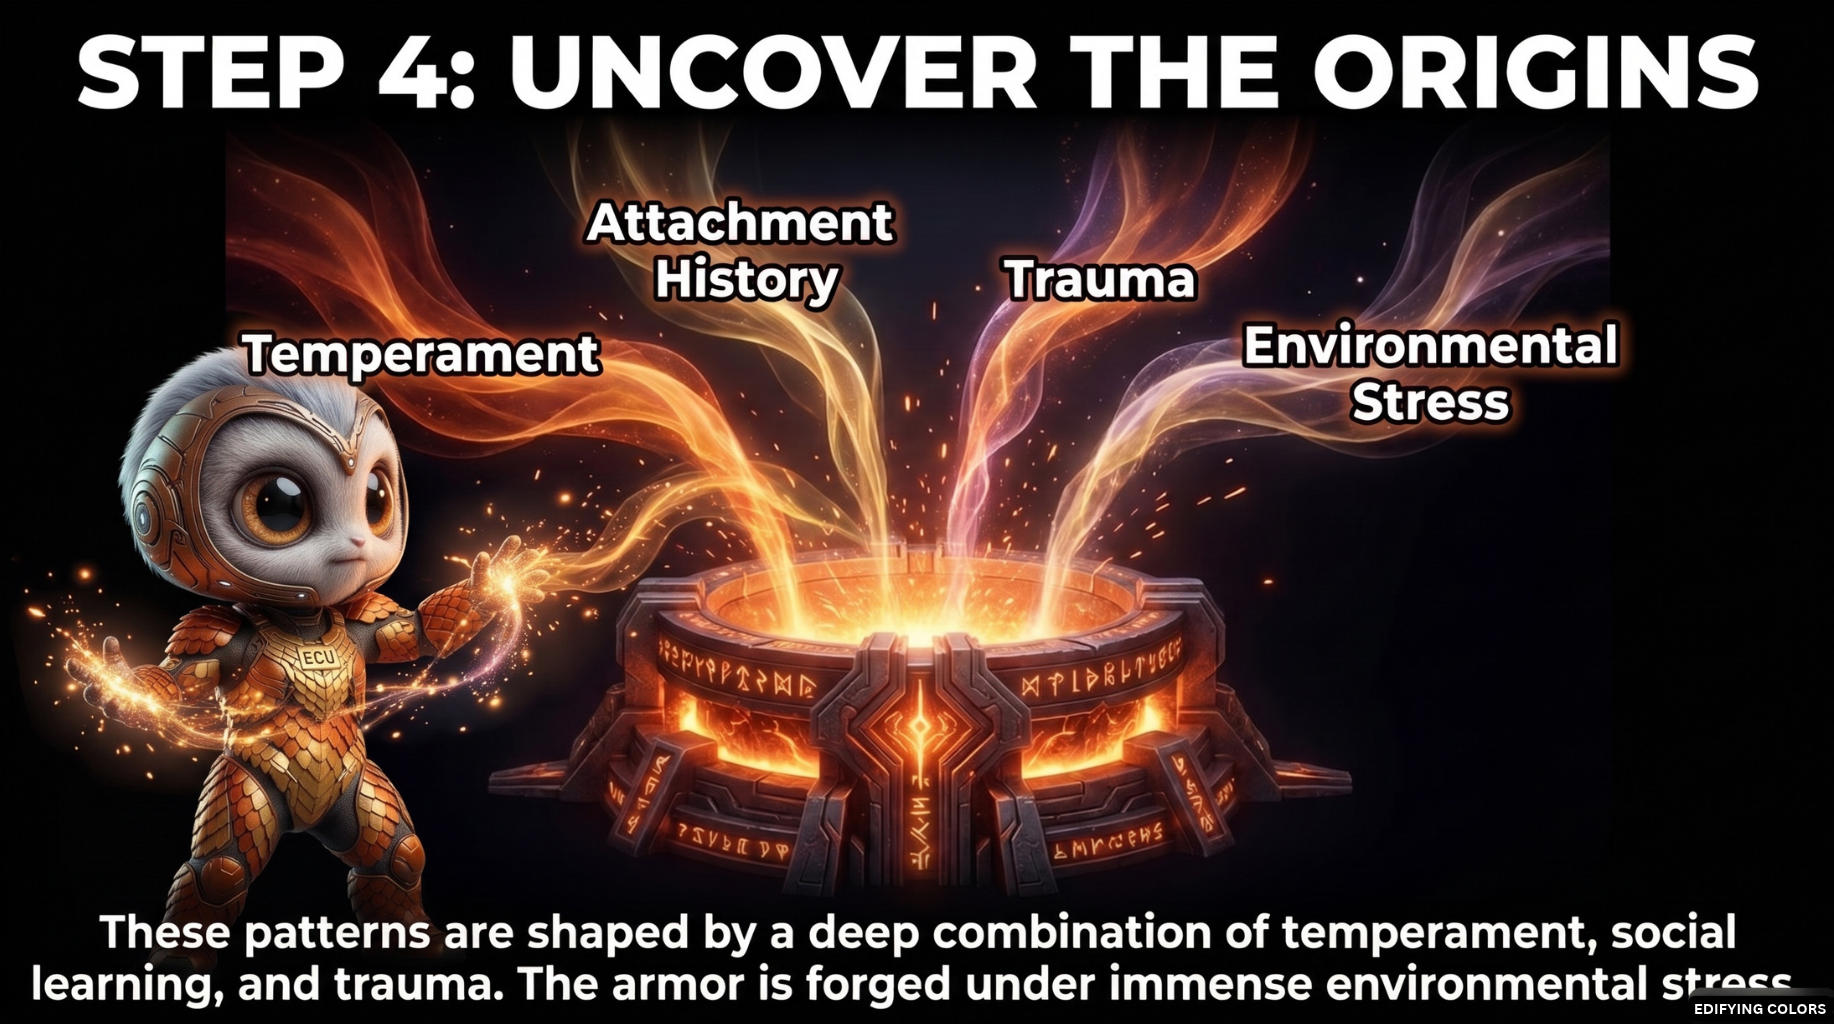 STEP 4: UNCOVER THE ORIGINS
Attachment
History
Trauma
Temperament
Environmental
Stress
ECU
These patterns are shaped by a deep combination of temperament, social
learning, and trauma. The armor is forged under immense environmental stress
EDIFYING COLORS